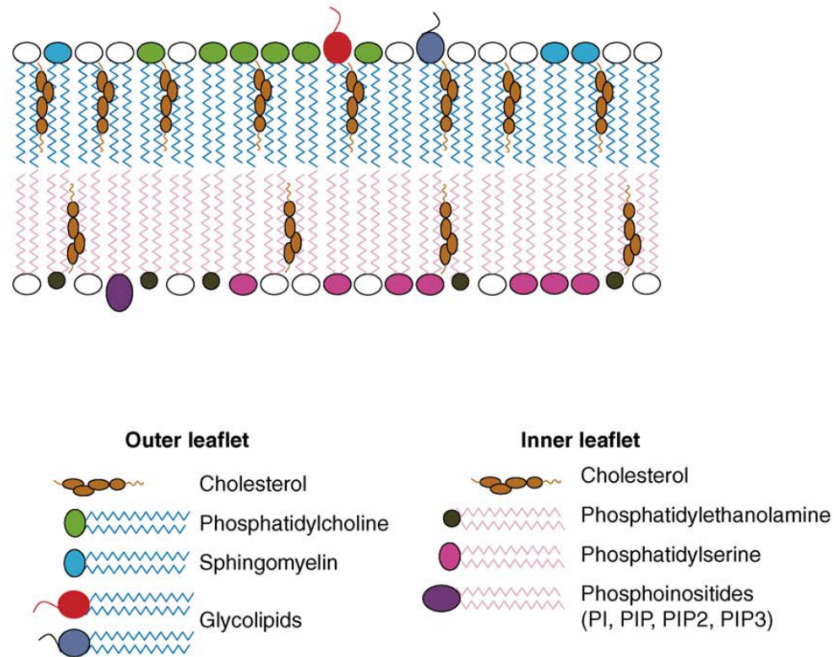 Outer leaflet
Cholesterol
Phosphatidylcholine
Sphingomyelin
Glycolipids
Inner leaflet
Cholesterol
Phosphatidylethanolamine
Phosphatidylserine
Phosphoinositides
(PI, PIP, PIP2, PIP3)